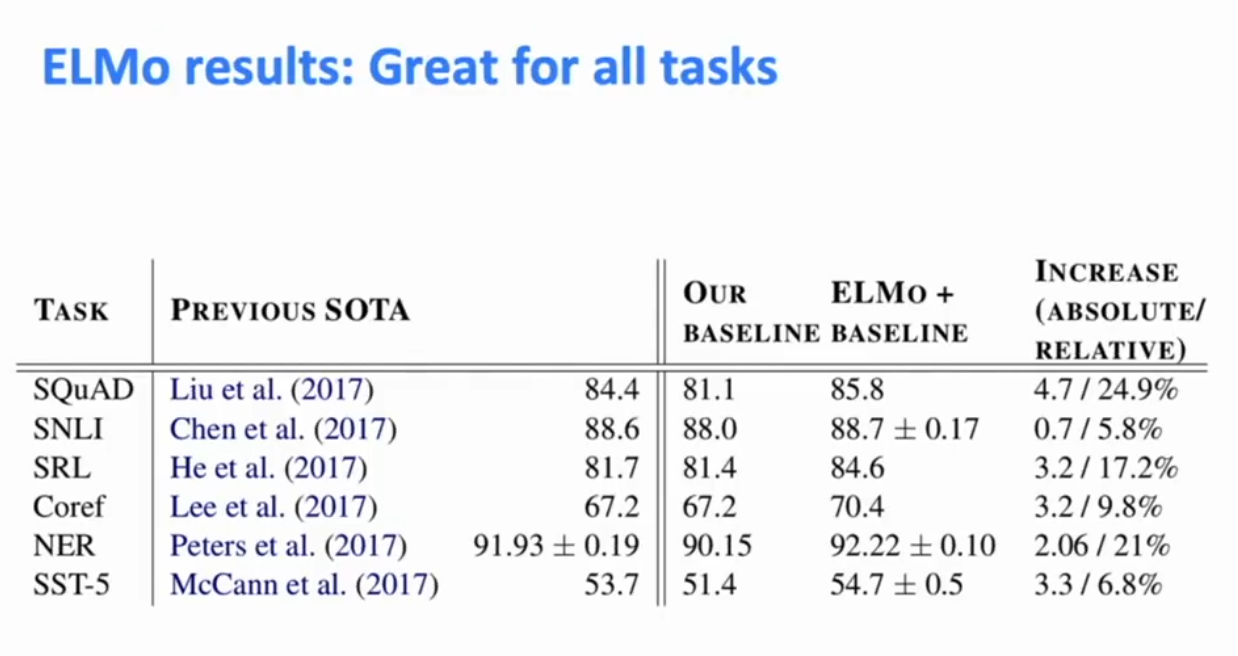 ELMo results: Great for all tasks
TASK PREVIOUS SOTA OUR BASELINE ELMO + BASELINE INCREASE (ABSOLUTE/ RELATIVE)
SQuAD Liu et al. (2017) 84.4 81.1 85.8 4.7 / 24.9%
SNLI Chen et al. (2017) 88.6 88.0 88.7 ± 0.17 0.7 / 5.8%
SRL He et al. (2017) 81.7 81.4 84.6 3.2 / 17.2%
Coref Lee et al. (2017) 67.2 67.2 70.4 3.2 / 9.8%
NER Peters et al. (2017) 91.93 ± 0.19 90.15 92.22 ± 0.10 2.06 / 21%
SST-5 McCann et al. (2017) 53.7 51.4 54.7 ± 0.5 3.3 / 6.8%